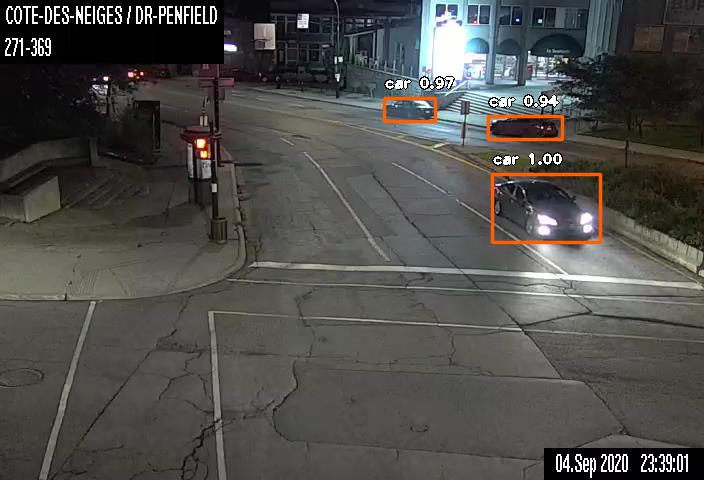 COTE-DES-NEIGES / DR-PENFIELD
271-369
car 0.97
car 0.94
car 1.00
04.Sep 2020 23:39:01